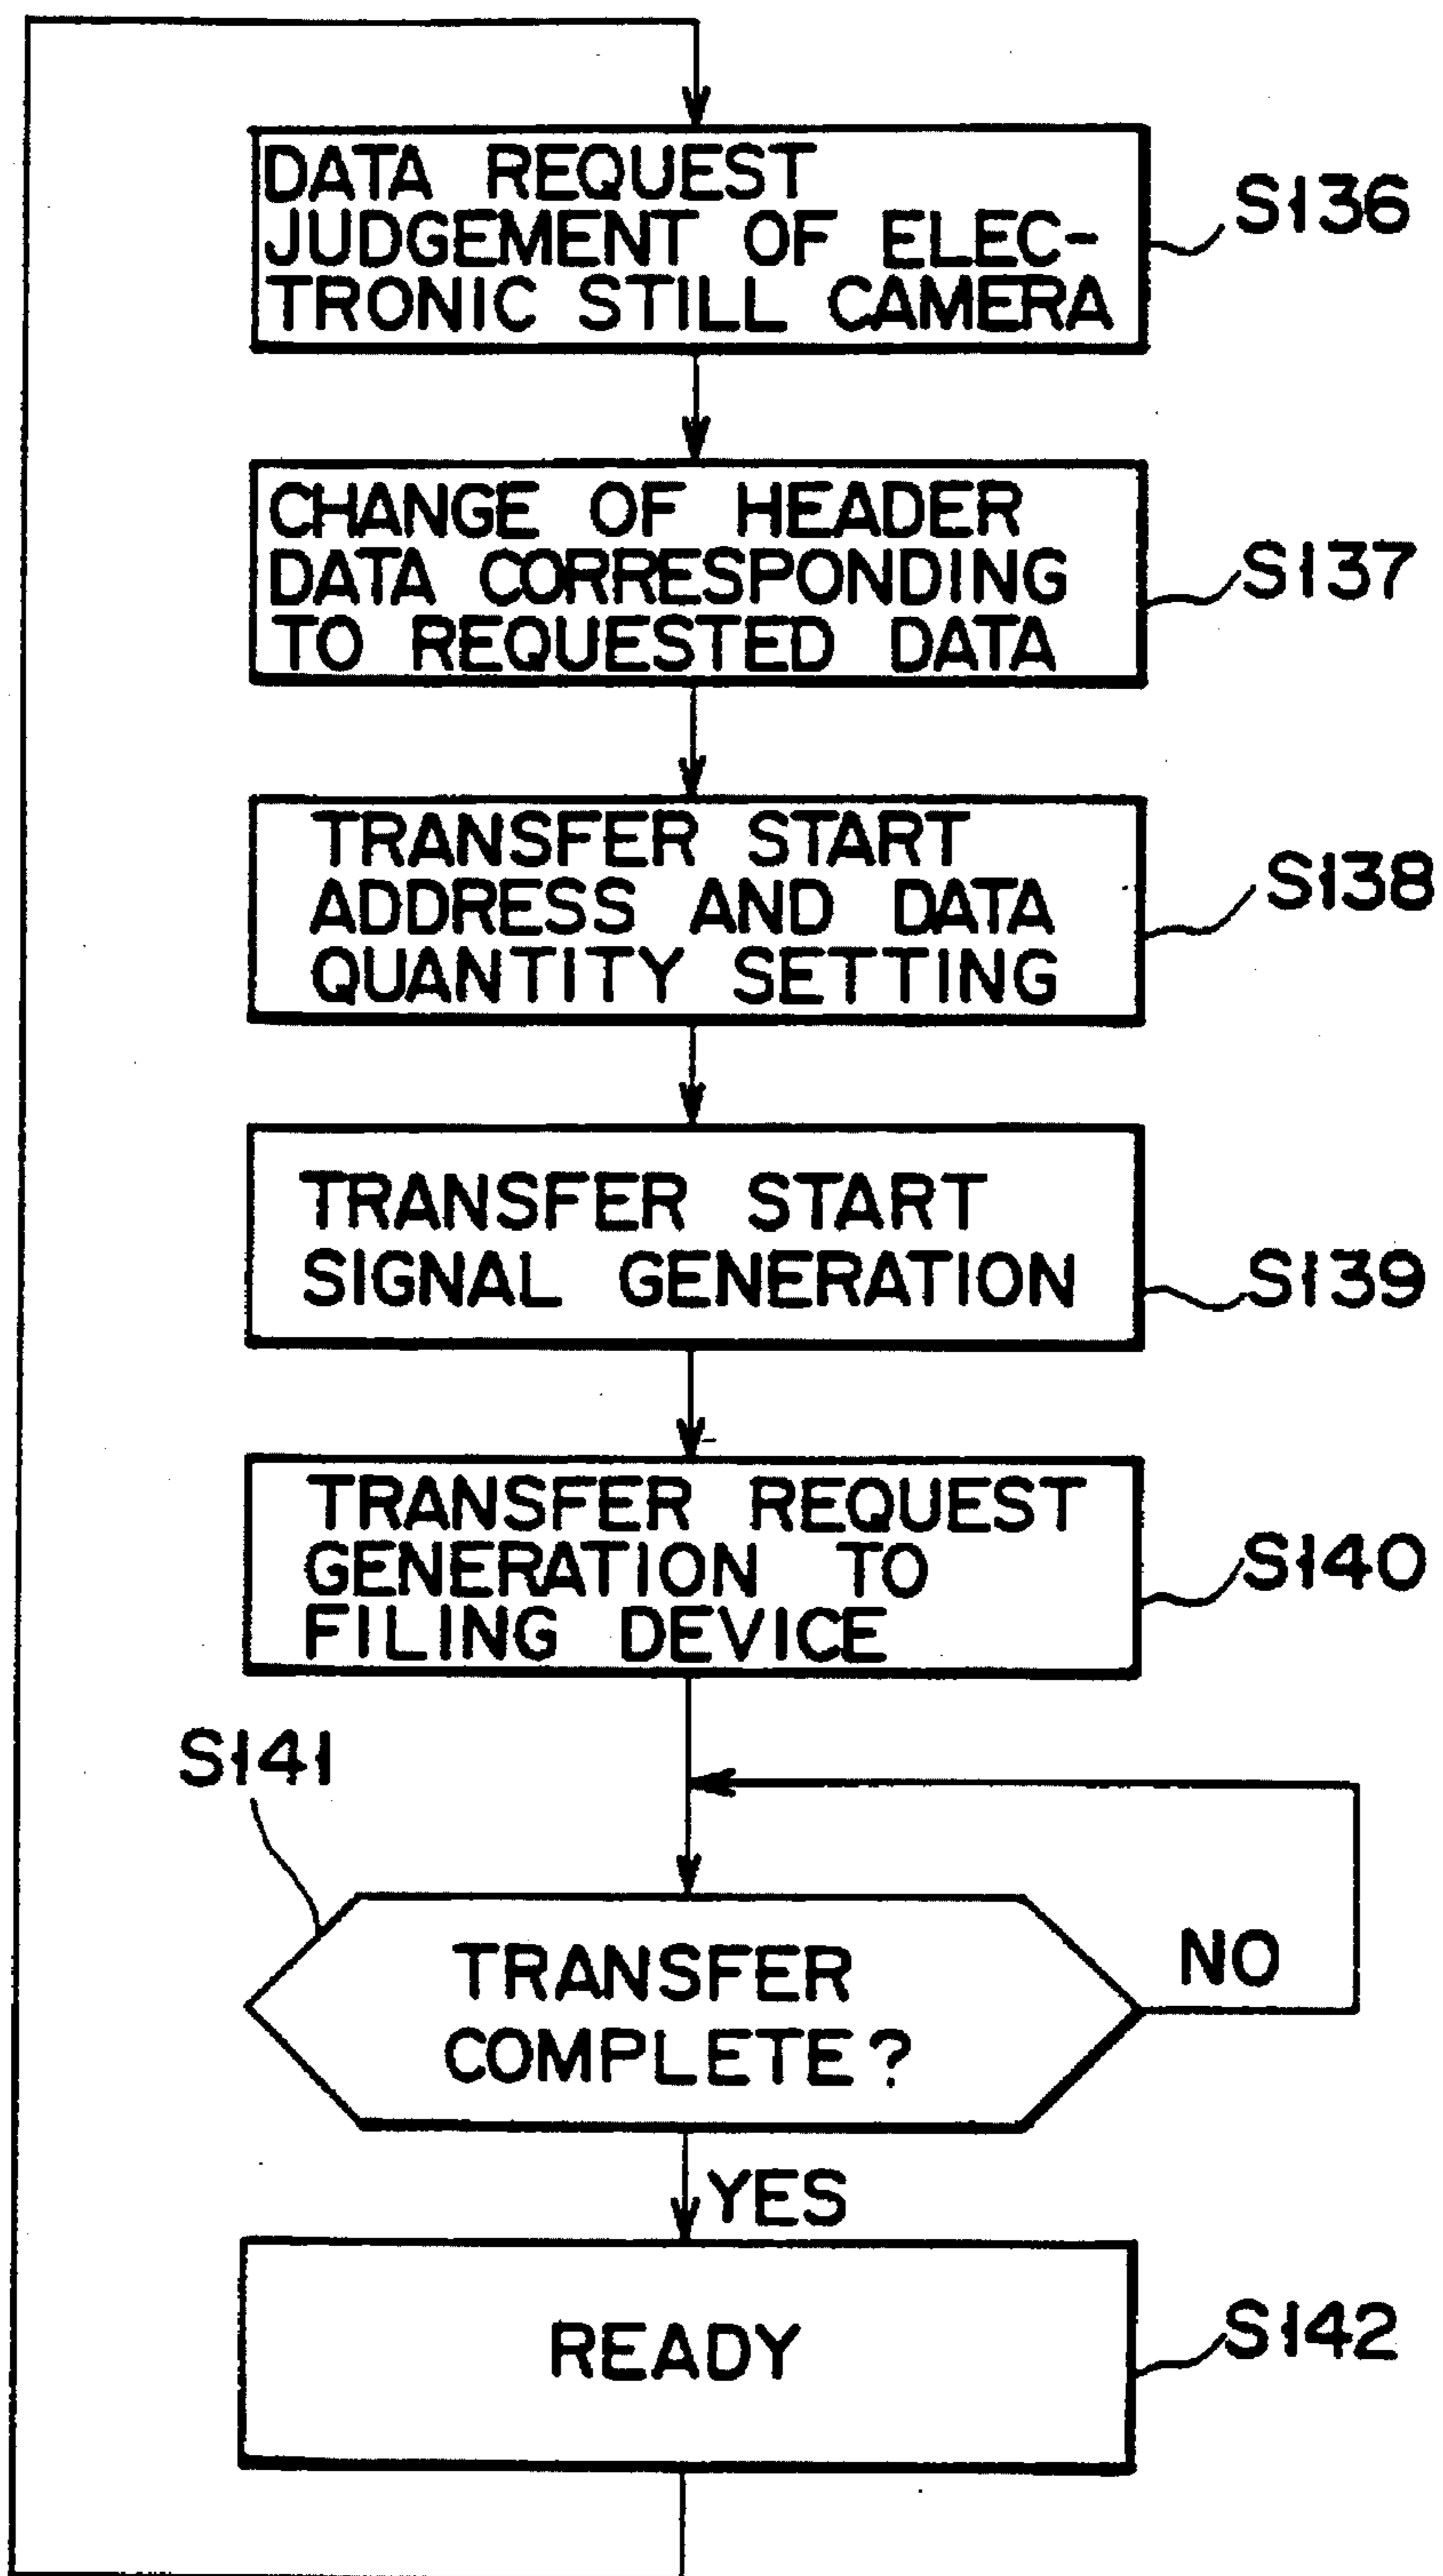 DATA REQUEST
JUDGEMENT OF ELEC-
TRONIC STILL CAMERA
S136
CHANGE OF HEADER
DATA CORRESPONDING
TO REQUESTED DATA
S137
TRANSFER START
ADDRESS AND DATA
QUANTITY SETTING
S138
TRANSFER START
SIGNAL GENERATION
S139
TRANSFER REQUEST
GENERATION TO
FILING DEVICE
S140
S141
TRANSFER
COMPLETE?
NO
YES
READY
S142